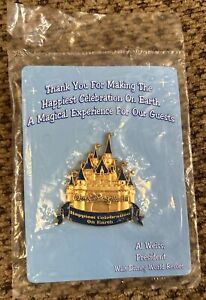 Thank You For Making The
Happiest Celebration On Earth
A Magical Experience For Our Guests.
Happiest Celebration
On Earth
Al Weiss,
President
Walt Disney World Resort